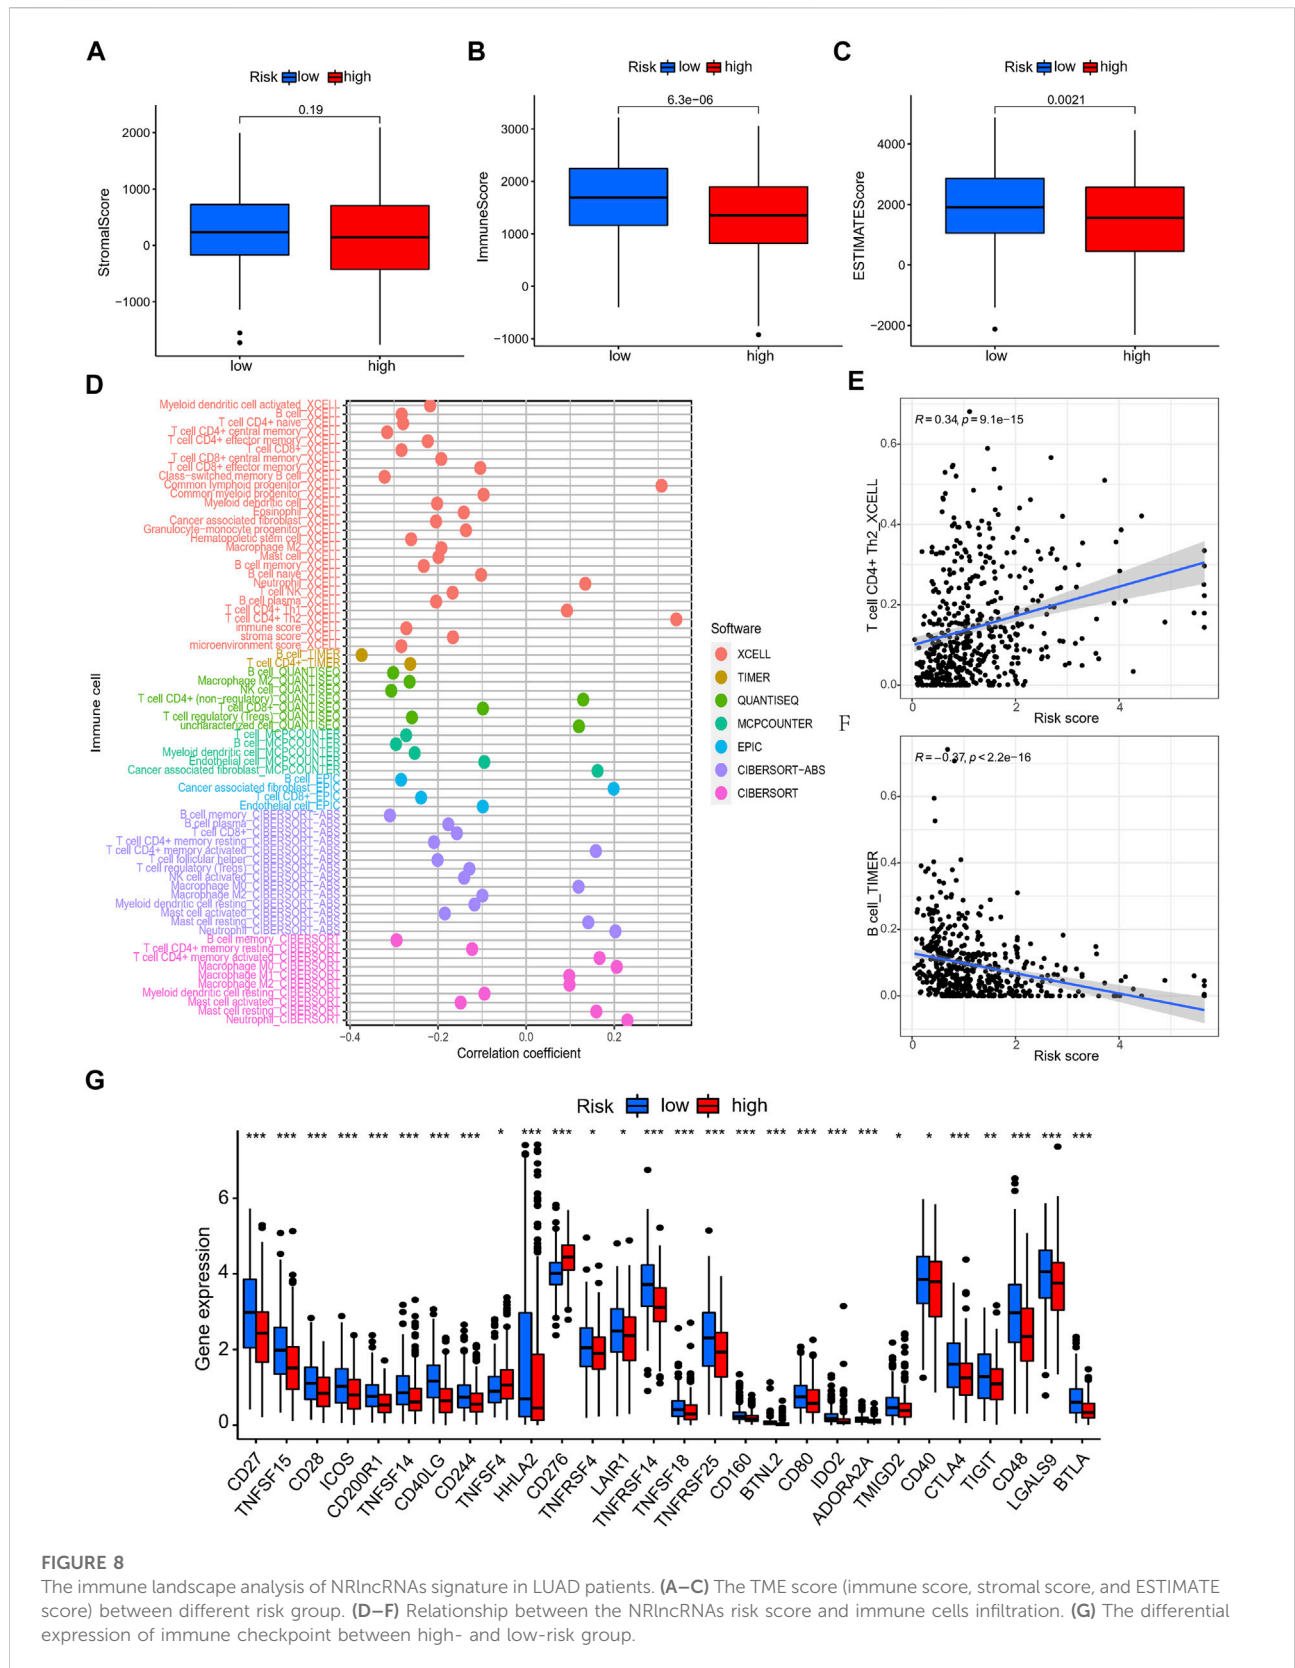 A
Risk low high
0.19
StromalScore
2000
1000
0
−1000
low
high
B
Risk low high
6.3e−06
ImmuneScore
3000
2000
1000
0
−1000
low
high
C
Risk low high
0.0021
ESTIMATEScore
4000
2000
0
−2000
low
high
D
Immune cell
Myeloid dendritic cell activated_XCELL
B cell_XCELL
T cell CD4+ naive_XCELL
T cell CD4+ central memory_XCELL
T cell CD4+ effector memory_XCELL
T cell CD8+_XCELL
T cell CD8+ central memory_XCELL
T cell CD8+ effector memory_XCELL
Class−switched memory B cell_XCELL
Common lymphoid progenitor_XCELL
Common myeloid progenitor_XCELL
Myeloid dendritic cell_XCELL
Eosinophil_XCELL
Cancer associated fibroblast_XCELL
Granulocyte−monocyte progenitor_XCELL
Hematopoietic stem cell_XCELL
Macrophage M2_XCELL
Mast cell_XCELL
B cell memory_XCELL
B cell naive_XCELL
Neutrophil_XCELL
T cell NK_XCELL
B cell plasma_XCELL
T cell CD4+ Th1_XCELL
T cell CD4+ Th2_XCELL
immune score_XCELL
stroma score_XCELL
microenvironment score_XCELL
B cell_TIMER
T cell CD4+_TIMER
B cell_QUANTISEQ
Macrophage M2_QUANTISEQ
NK cell_QUANTISEQ
T cell CD4+ (non−regulatory)_QUANTISEQ
T cell CD8+_QUANTISEQ
T cell regulatory (Tregs)_QUANTISEQ
uncharacterized cell_QUANTISEQ
T cell_MCPCOUNTER
B cell_MCPCOUNTER
Myeloid dendritic cell_MCPCOUNTER
Endothelial cell_MCPCOUNTER
Cancer associated fibroblast_MCPCOUNTER
B cell_EPIC
Cancer associated fibroblast_EPIC
T cell CD8+_EPIC
Endothelial cell_EPIC
B cell memory_CIBERSORT−ABS
B cell plasma_CIBERSORT−ABS
T cell CD8+_CIBERSORT−ABS
T cell CD4+ memory resting_CIBERSORT−ABS
T cell CD4+ memory activated_CIBERSORT−ABS
T cell follicular helper_CIBERSORT−ABS
T cell regulatory (Tregs)_CIBERSORT−ABS
NK cell activated_CIBERSORT−ABS
Macrophage M0_CIBERSORT−ABS
Macrophage M2_CIBERSORT−ABS
Myeloid dendritic cell resting_CIBERSORT−ABS
Mast cell activated_CIBERSORT−ABS
Mast cell resting_CIBERSORT−ABS
Neutrophil_CIBERSORT−ABS
B cell memory_CIBERSORT
T cell CD4+ memory resting_CIBERSORT
T cell CD4+ memory activated_CIBERSORT
Macrophage M0_CIBERSORT
Macrophage M1_CIBERSORT
Macrophage M2_CIBERSORT
Myeloid dendritic cell resting_CIBERSORT
Mast cell activated_CIBERSORT
Mast cell resting_CIBERSORT
Neutrophil_CIBERSORT
−0.4 −0.2 0.0 0.2
Correlation coefficient
Software
XCELL
TIMER
QUANTISEQ
MCPCOUNTER
EPIC
CIBERSORT−ABS
CIBERSORT
E
R = 0.34, p = 9.1e−15
T cell CD4+ Th2_XCELL
0.6
0.4
0.2
0.0
0 2 4
Risk score
F
R = −0.37, p < 2.2e−16
B cell_TIMER
0.6
0.4
0.2
0.0
0 2 4
Risk score
G
Risk low high
*** *** *** *** *** *** *** *** * *** *** * * *** *** *** *** *** *** *** *** * * *** ** *** *** ***
Gene expression
6
4
2
0
CD27
TNFSF15
CD28
ICOS
CD200R1
TNFSF14
CD40LG
CD244
TNFSF4
HHLA2
CD276
TNFRSF4
LAIR1
TNFRSF14
TNFSF18
TNFRSF25
CD160
BTNL2
CD80
IDO2
ADORA2A
TMIGD2
CD40
CTLA4
TIGIT
CD48
LGALS9
BTLA
FIGURE 8
The immune landscape analysis of NRlncRNAs signature in LUAD patients. (A–C) The TME score (immune score, stromal score, and ESTIMATE
score) between different risk group. (D–F) Relationship between the NRlncRNAs risk score and immune cells infiltration. (G) The differential
expression of immune checkpoint between high- and low-risk group.